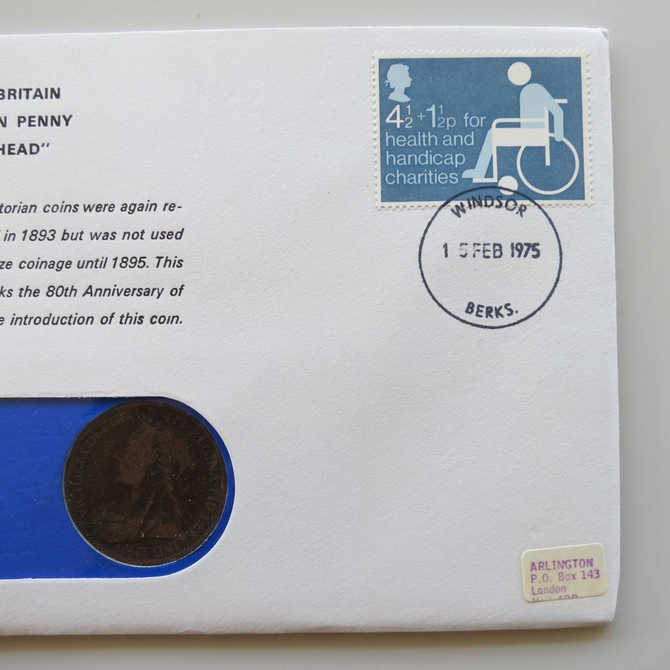 BRITAIN
N PENNY
HEAD"
torian coins were again re-
in 1893 but was not used
ze coinage until 1895. This
ks the 80th Anniversary of
e introduction of this coin.
4½+1½p for
health and
handicap
charities
WINDSOR
1 5 FEB 1975
BERKS.
ARLINGTON
P.O. Box 143
London